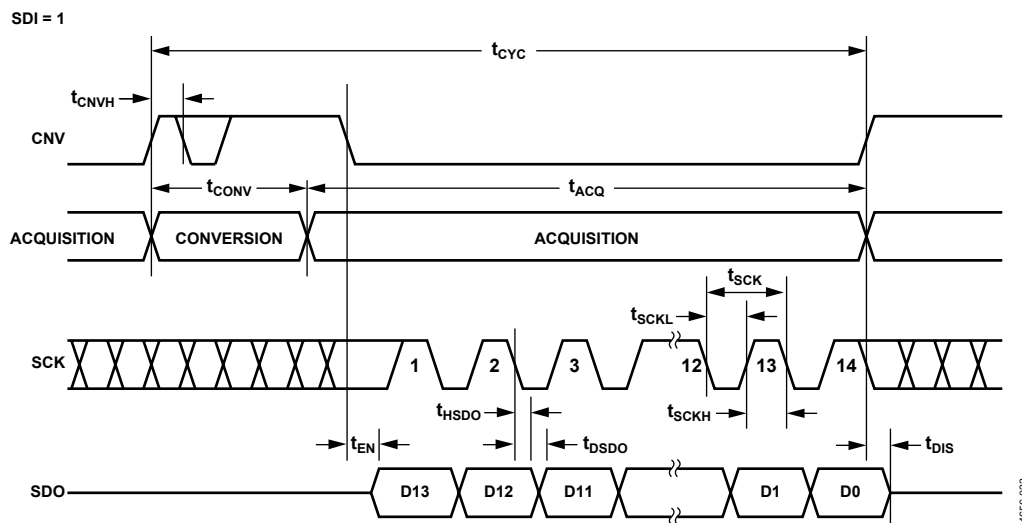 SDI = 1
tCYC
tCNVH
CNV
tCONV
tACQ
ACQUISITION CONVERSION ACQUISITION
tSCK
tSCKL
SCK 1 2 3 12 13 14
tHSDO
tSCKH
tEN
tDSDO
tDIS
SDO D13 D12 D11 D1 D0